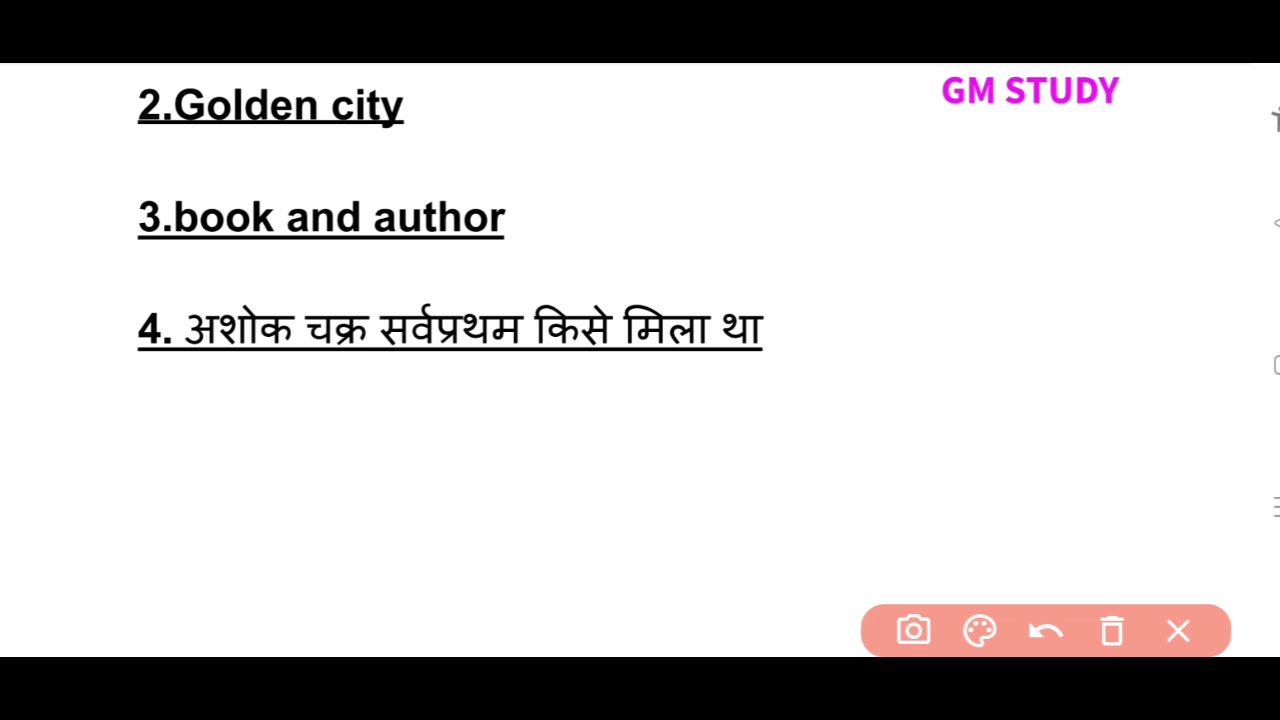 2.Golden city
GM STUDY
3.book and author
4. अशोक चक्र सर्वप्रथम किसे मिला था